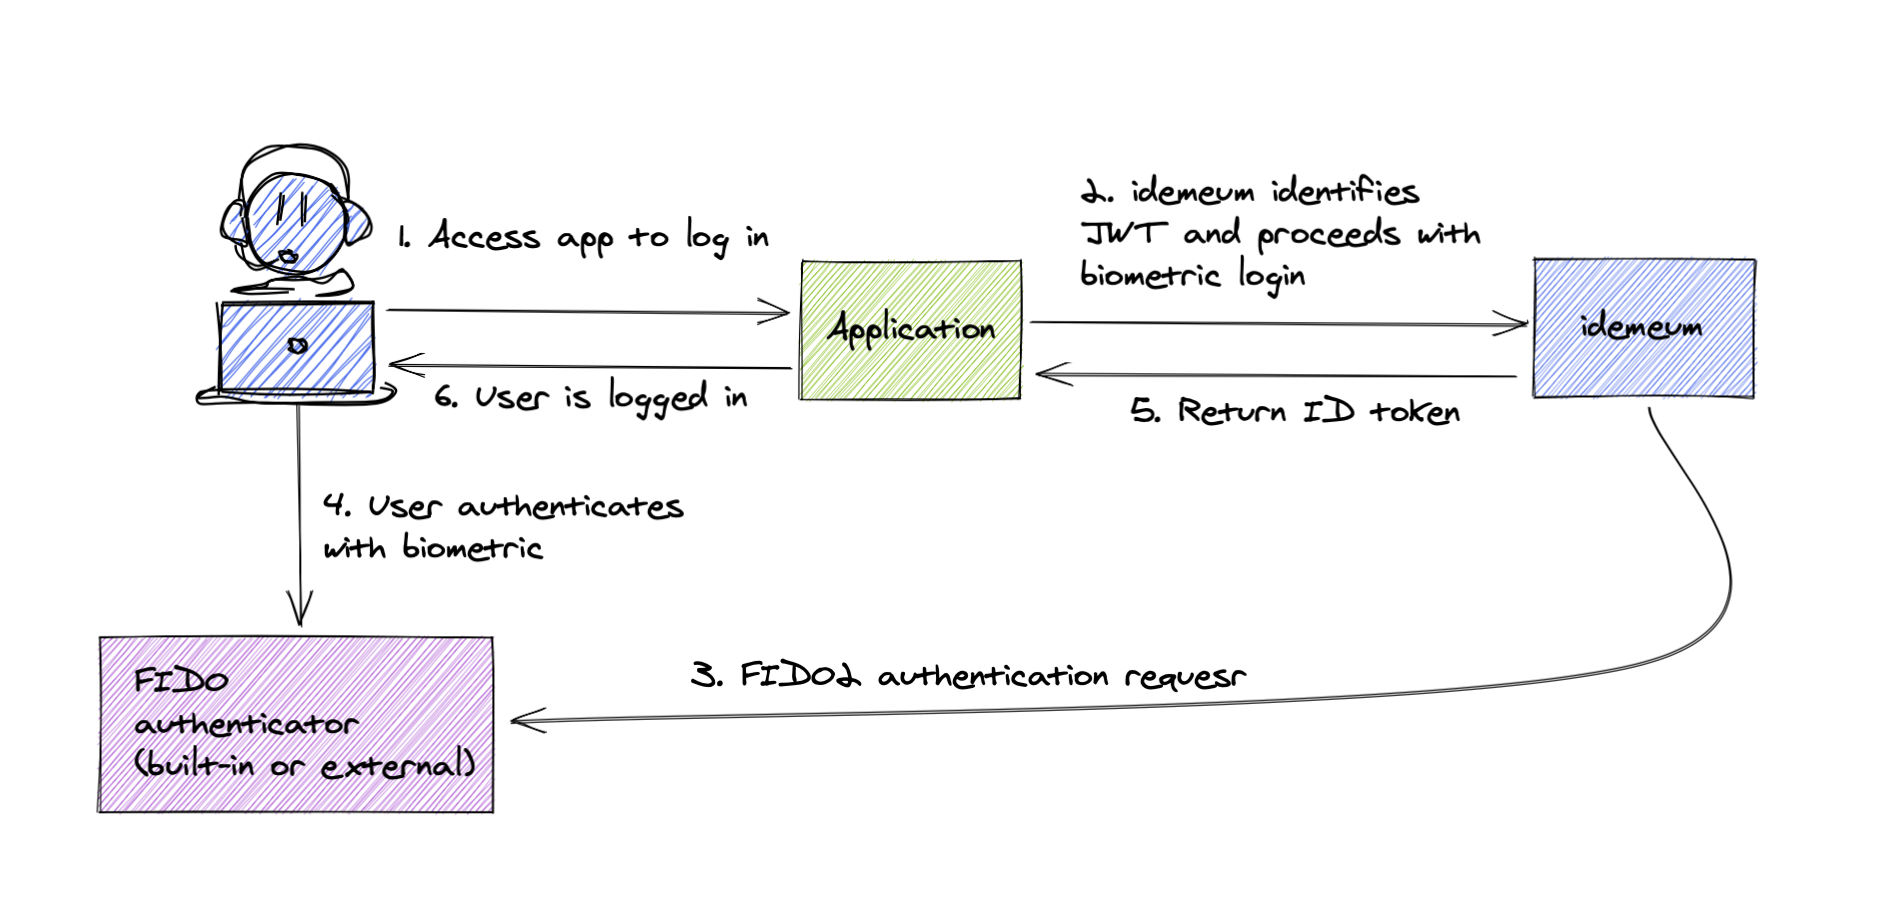 1. Access app to log in
2. idemeum identifies
JWT and proceeds with
biometric login
Application
idemeum
6. User is logged in
5. Return ID token
4. User authenticates
with biometric
3. FIDO2 authentication requesr
FIDO
authenticator
(built-in or external)